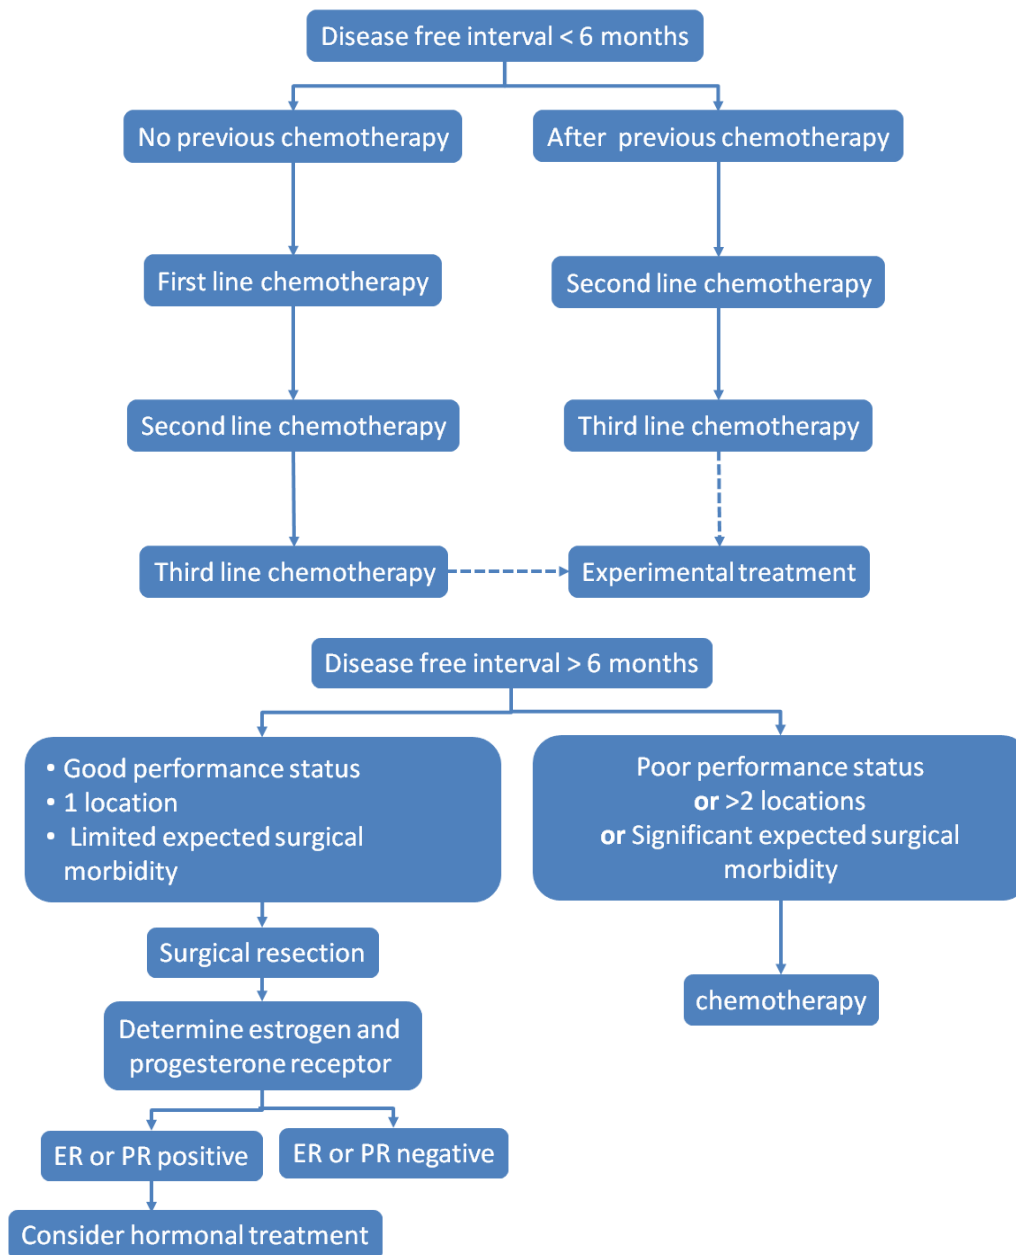 Disease free interval < 6 months
No previous chemotherapy
After previous chemotherapy
First line chemotherapy
Second line chemotherapy
Second line chemotherapy
Third line chemotherapy
Third line chemotherapy
Experimental treatment
Disease free interval > 6 months
• Good performance status
• 1 location
• Limited expected surgical
morbidity
Poor performance status
or >2 locations
or Significant expected surgical
morbidity
Surgical resection
chemotherapy
Determine estrogen and
progesterone receptor
ER or PR positive
ER or PR negative
Consider hormonal treatment